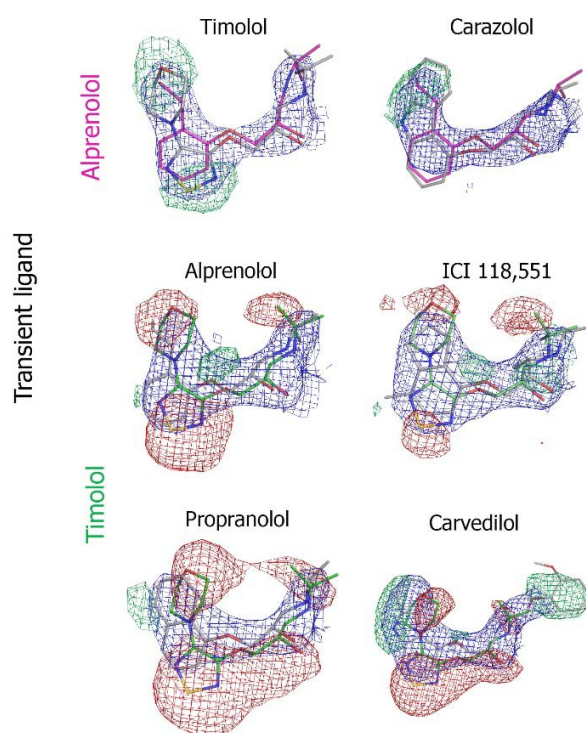 Transient ligand
Alprenolol
Timolol
Carazolol
Timolol
Alprenolol
ICI 118,551
Propranolol
Carvedilol